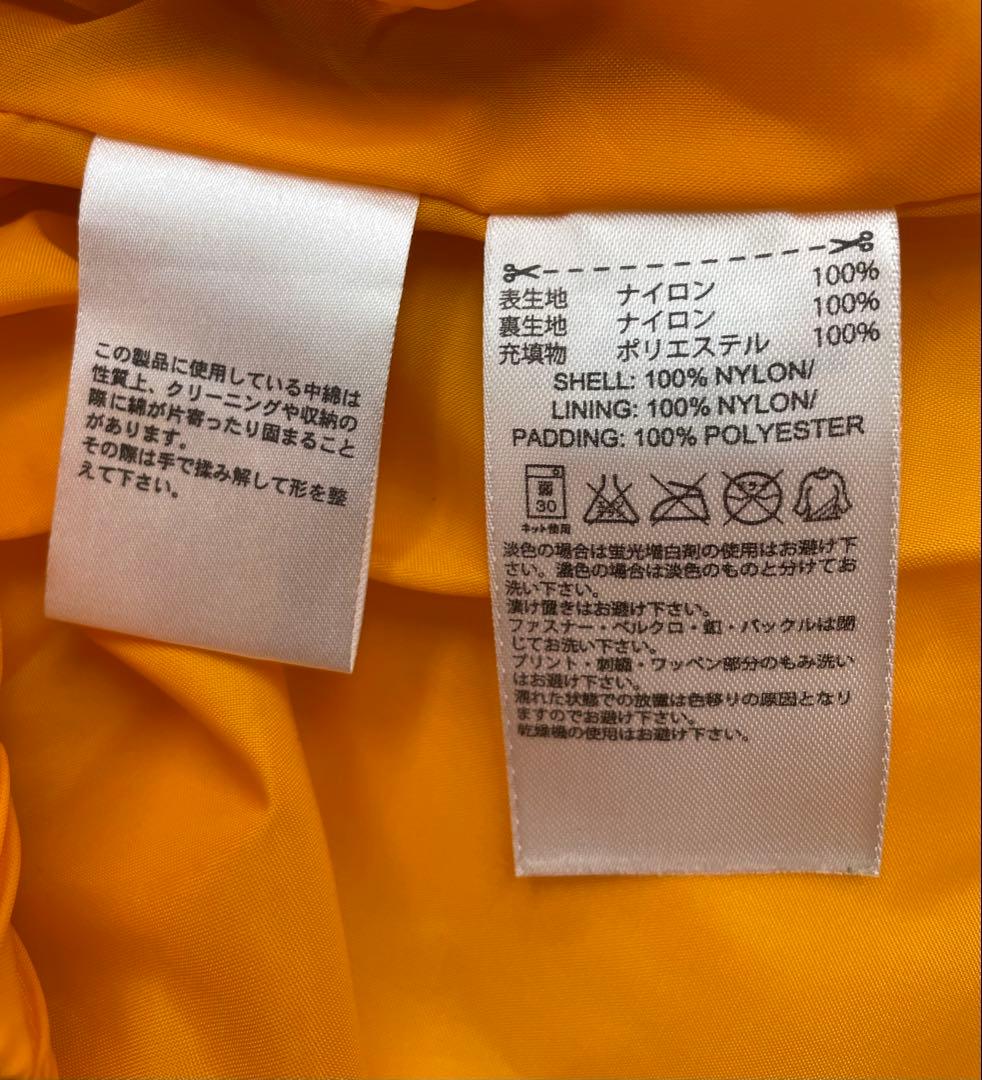 この製品に使用している中綿は
性質上、クリーニングや収納の
際に綿が片寄ったり固まること
があります。
その際は手で揉み解して形を整
えて下さい。
表生地 ナイロン 100%
裏生地 ナイロン 100%
充填物 ポリエステル 100%
SHELL: 100% NYLON/
LINING: 100% NYLON/
PADDING: 100% POLYESTER
弱
30
ネット使用
淡色の場合は蛍光増白剤の使用はお避け下
さい。濃色の場合は淡色のものと分けてお
洗い下さい。
漬け置きはお避け下さい。
ファスナー・ベルクロ・釦・バックルは閉
じてお洗い下さい。
プリント・刺繍・ワッペン部分のもみ洗い
はお避け下さい。
濡れた状態での放置は色移りの原因となり
ますのでお避け下さい。
乾燥機の使用はお避け下さい。